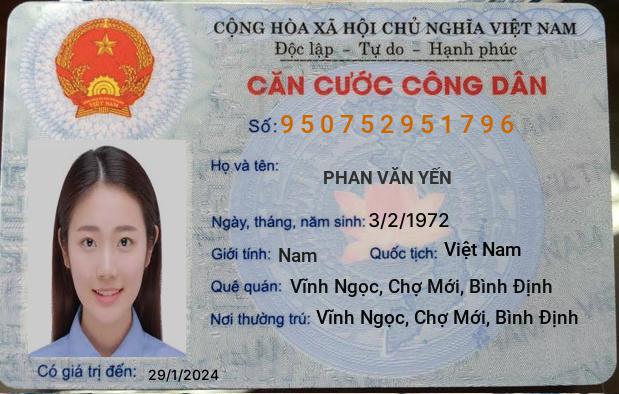 CỘNG HÒA XÃ HỘI CHỦ NGHĨA VIỆT NAM
Độc lập - Tự do - Hạnh phúc
CĂN CƯỚC CÔNG DÂN
Số: 950752951796
Họ và tên:
PHAN VĂN YẾN
Ngày, tháng, năm sinh: 3/2/1972
Giới tính: Nam Quốc tịch: Việt Nam
Quê quán: Vĩnh Ngọc, Chợ Mới, Bình Định
Nơi thường trú: Vĩnh Ngọc, Chợ Mới, Bình Định
Có giá trị đến: 29/1/2024
VIỆT NAM